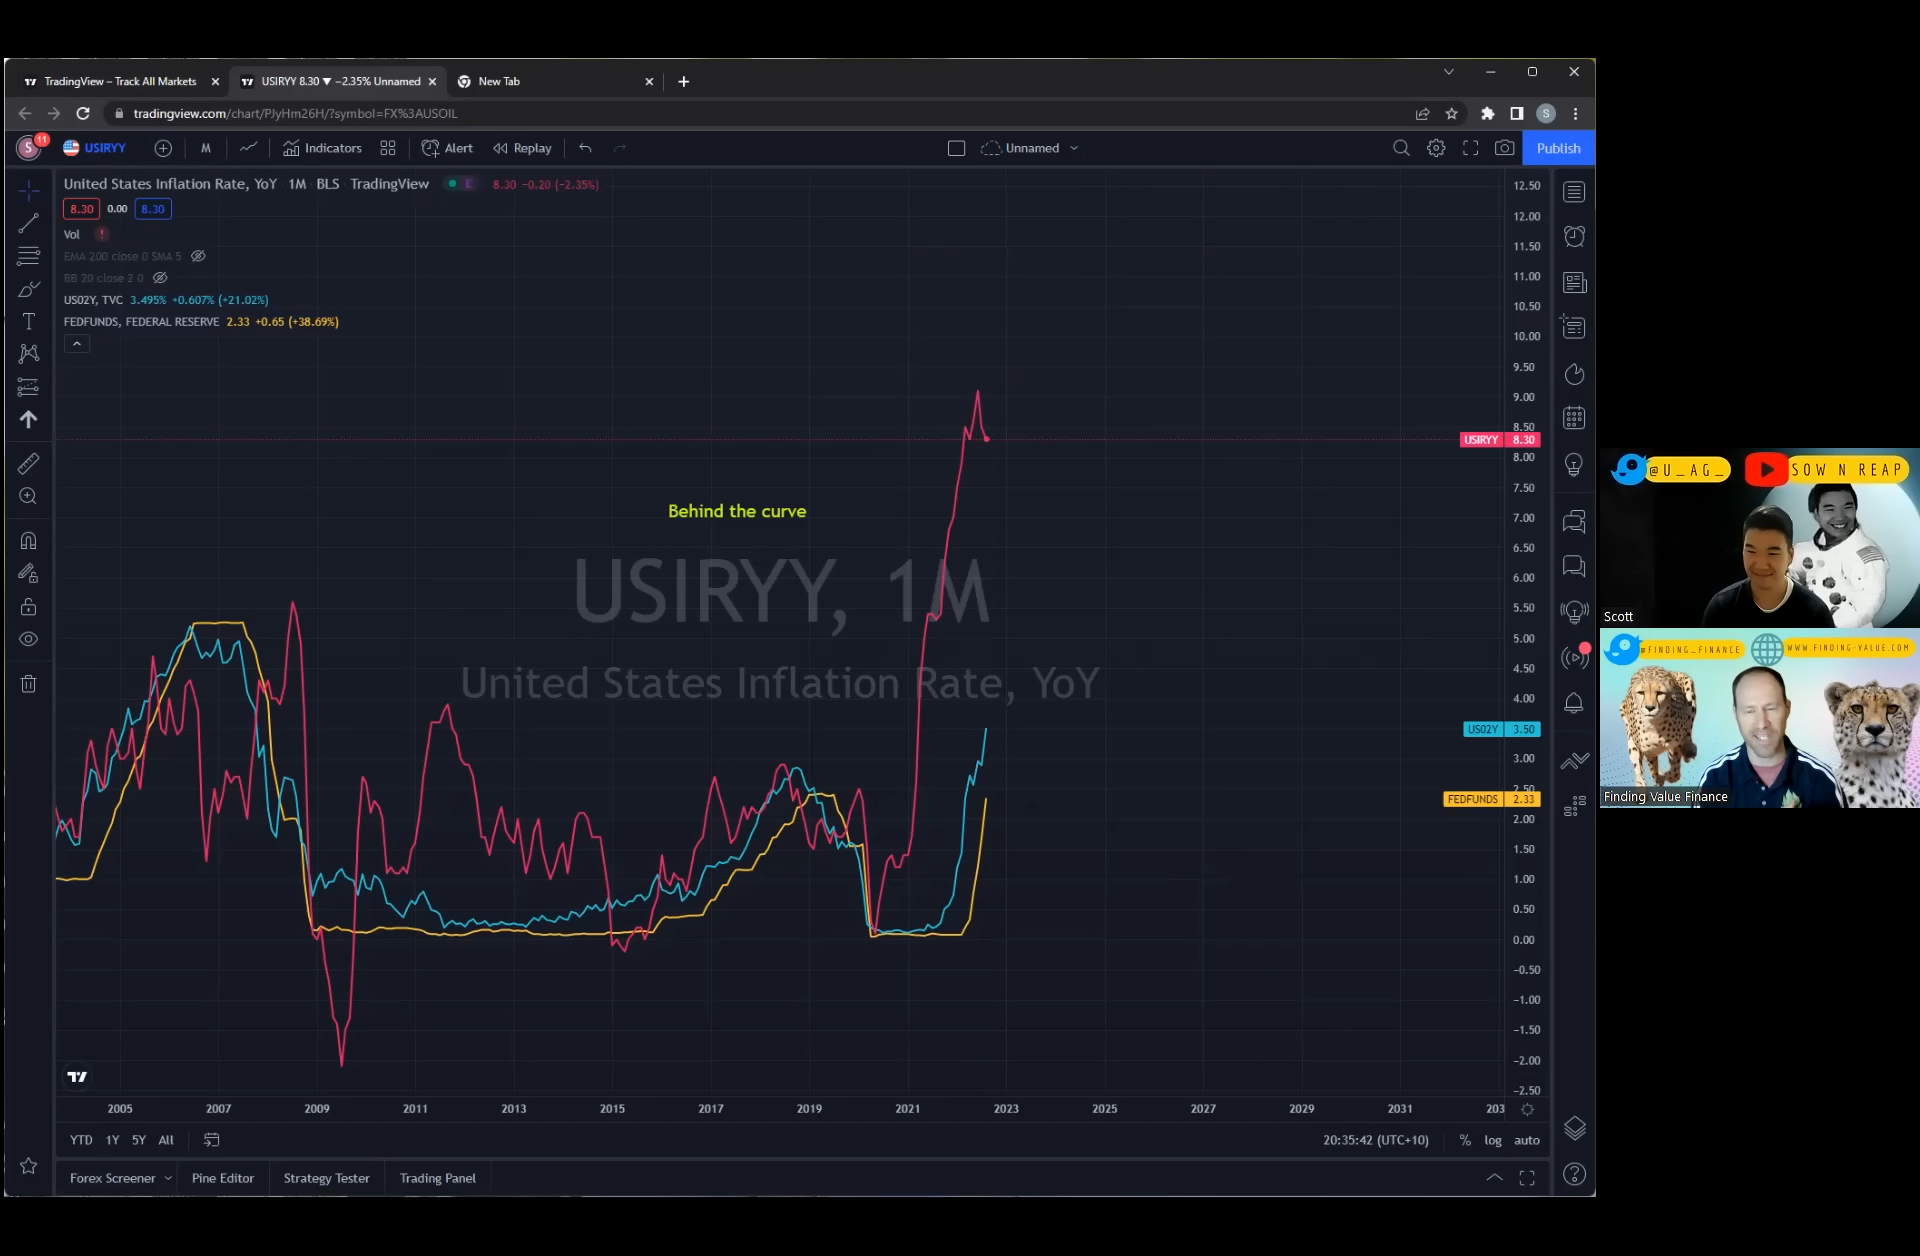 TradingView – Track All Markets
USIRYY 8.30 ▼ −2.35% Unnamed
New Tab
tradingview.com/chart/PJyHm26H/?symbol=FX%3AUSOIL
S
S
11
USIRYY
M
Indicators
Alert
Replay
Unnamed
Publish
United States Inflation Rate, YoY 1M BLS TradingView
E
8.30 −0.20 (−2.35%)
8.30 0.00 8.30
Vol !
EMA 200 close 0 SMA 5
BB 20 close 2 0
US02Y, TVC 3.495% +0.607% (+21.02%)
FEDFUNDS, FEDERAL RESERVE 2.33 +0.65 (+38.69%)
Behind the curve
USIRYY, 1M
United States Inflation Rate, YoY
12.50
12.00
11.50
11.00
10.50
10.00
9.50
9.00
8.50
USIRYY 8.30
8.00
7.50
7.00
6.50
6.00
5.50
5.00
4.50
4.00
US02Y 3.50
3.00
2.50
FEDFUNDS 2.33
2.00
1.50
1.00
0.50
0.00
−0.50
−1.00
−1.50
−2.00
−2.50
2005 2007 2009 2011 2013 2015 2017 2019 2021 2023 2025 2027 2029 2031 203
YTD 1Y 5Y All
20:35:42 (UTC+10) % log auto
Forex Screener Pine Editor Strategy Tester Trading Panel
@U_AG_
SOW N REAP
Scott
@FINDING_FINANCE
WWW.FINDING-VALUE.COM
Finding Value Finance